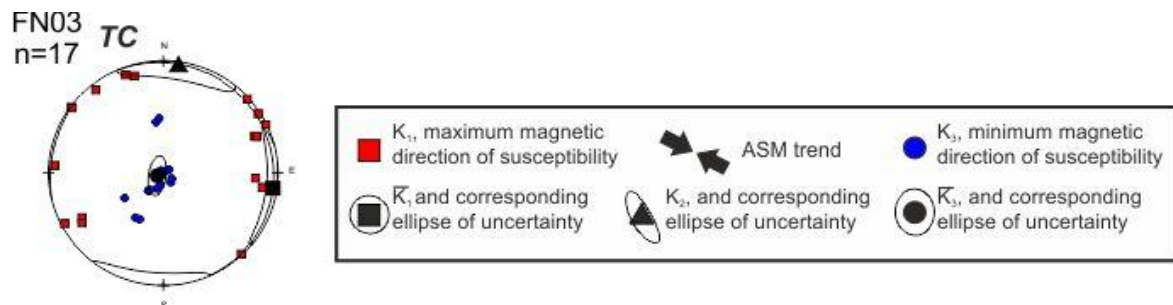 FN03
n=17
TC
N
E
S
K₁, maximum magnetic
direction of susceptibility
ASM trend
K₃, minimum magnetic
direction of susceptibility
K̅₁ and corresponding
ellipse of uncertainty
K₂, and corresponding
ellipse of uncertainty
K̅₃, and corresponding
ellipse of uncertainty